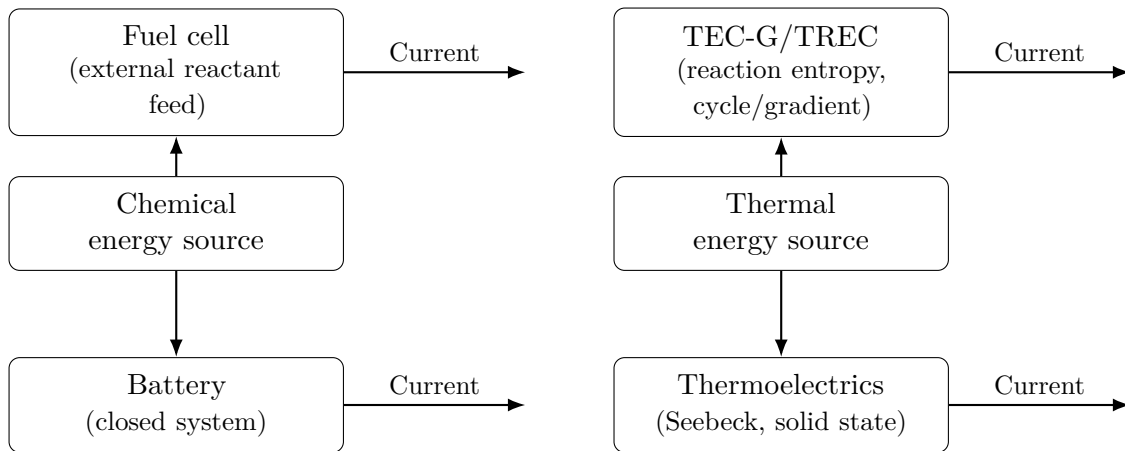 Fuel cell
(external reactant
feed)
Current
TEC-G/TREC
(reaction entropy,
cycle/gradient)
Current
Chemical
energy source
Thermal
energy source
Battery
(closed system)
Current
Thermoelectrics
(Seebeck, solid state)
Current